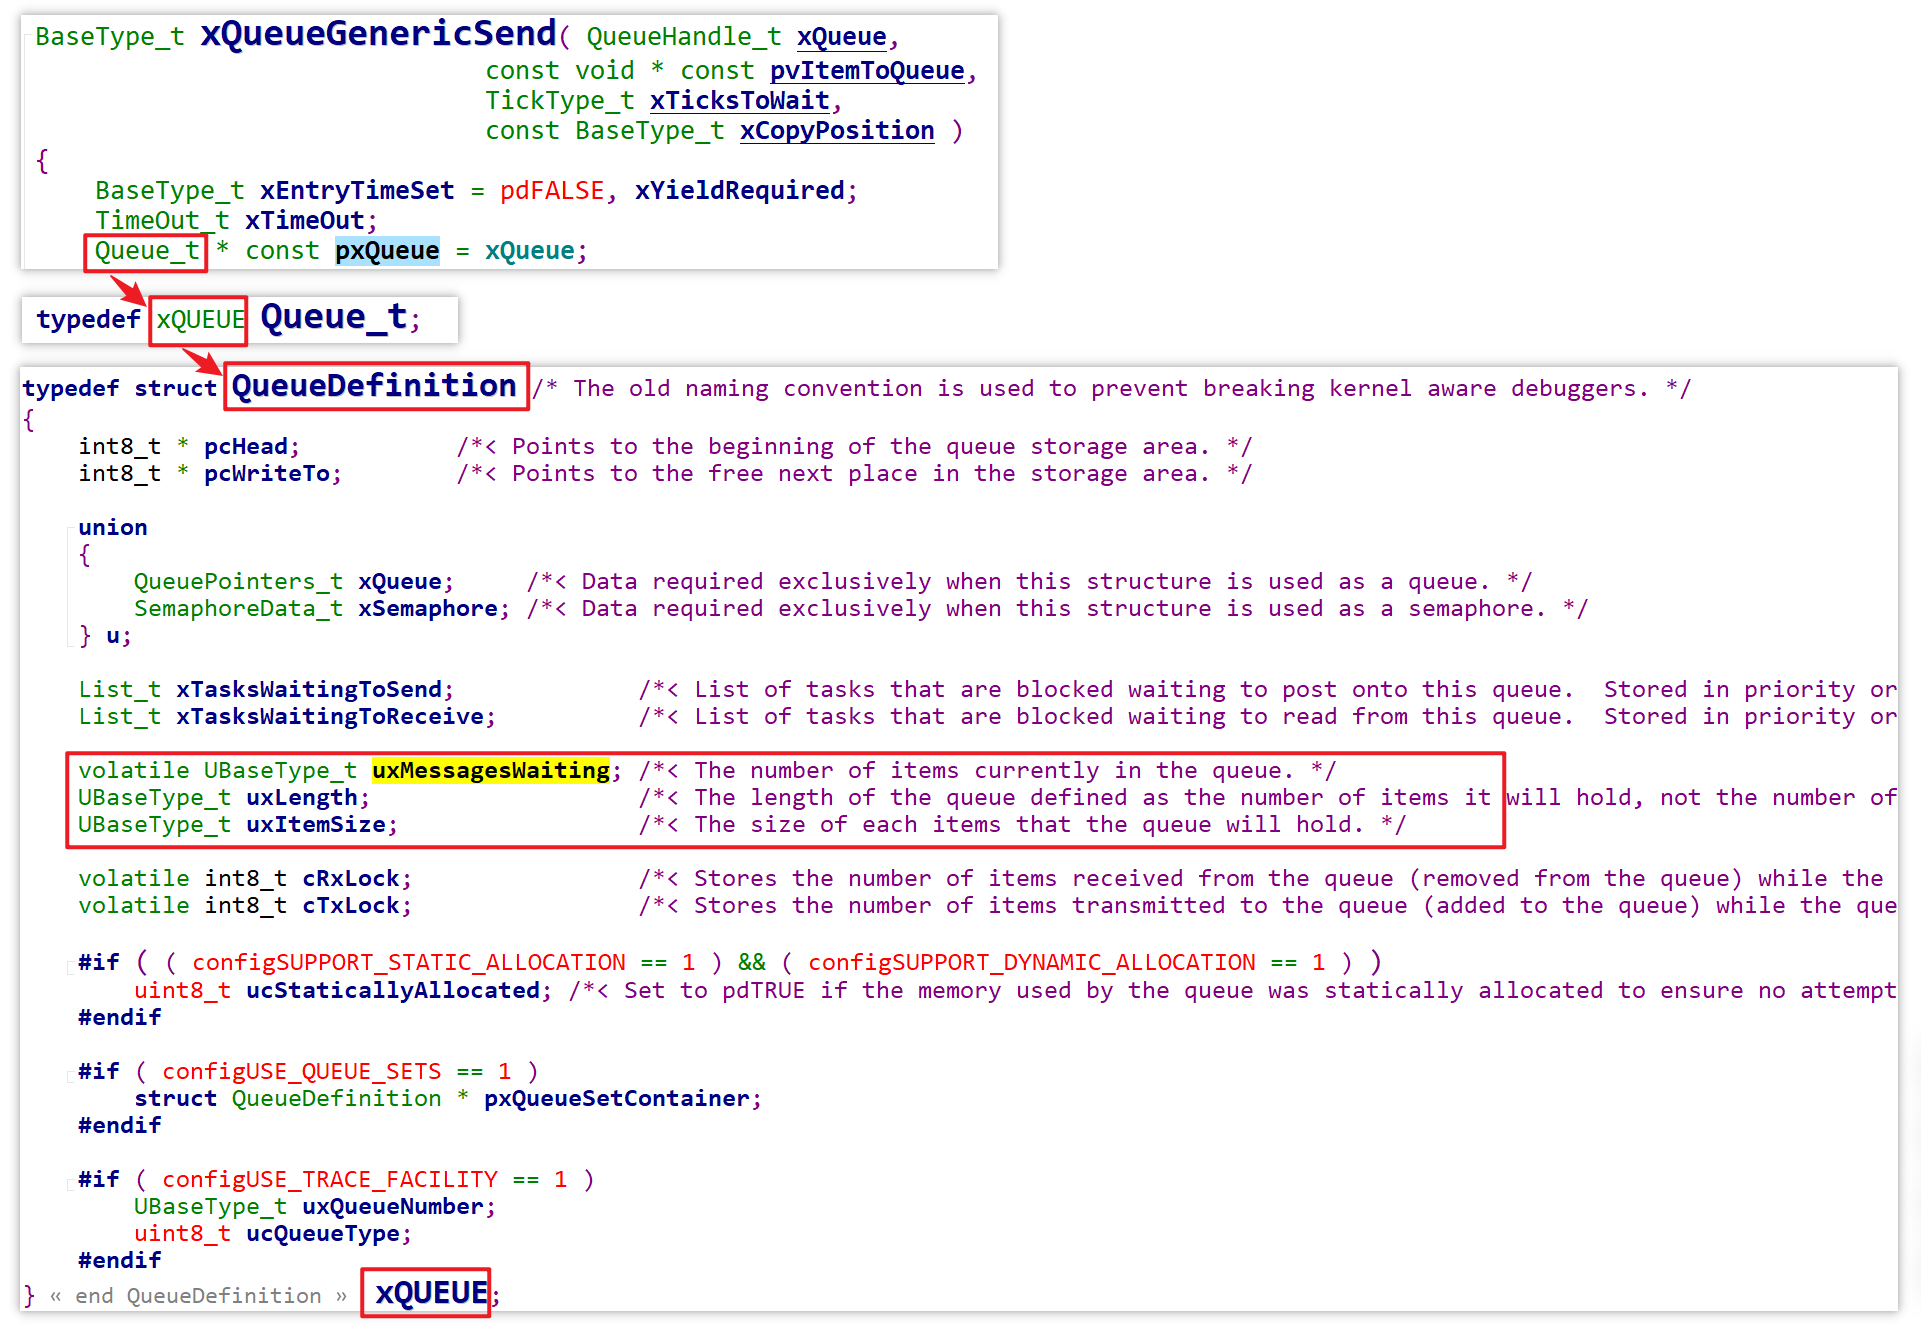 BaseType_t xQueueGenericSend( QueueHandle_t xQueue,
const void * const pvItemToQueue,
TickType_t xTicksToWait,
const BaseType_t xCopyPosition )
{
BaseType_t xEntryTimeSet = pdFALSE, xYieldRequired;
TimeOut_t xTimeOut;
Queue_t * const pxQueue = xQueue;
typedef xQUEUE Queue_t;
typedef struct QueueDefinition /* The old naming convention is used to prevent breaking kernel aware debuggers. */
{
int8_t * pcHead; /*< Points to the beginning of the queue storage area. */
int8_t * pcWriteTo; /*< Points to the free next place in the storage area. */
union
{
QueuePointers_t xQueue; /*< Data required exclusively when this structure is used as a queue. */
SemaphoreData_t xSemaphore; /*< Data required exclusively when this structure is used as a semaphore. */
} u;
List_t xTasksWaitingToSend; /*< List of tasks that are blocked waiting to post onto this queue. Stored in priority or
List_t xTasksWaitingToReceive; /*< List of tasks that are blocked waiting to read from this queue. Stored in priority or
volatile UBaseType_t uxMessagesWaiting; /*< The number of items currently in the queue. */
UBaseType_t uxLength; /*< The length of the queue defined as the number of items it will hold, not the number of
UBaseType_t uxItemSize; /*< The size of each items that the queue will hold. */
volatile int8_t cRxLock; /*< Stores the number of items received from the queue (removed from the queue) while the
volatile int8_t cTxLock; /*< Stores the number of items transmitted to the queue (added to the queue) while the que
#if ( ( configSUPPORT_STATIC_ALLOCATION == 1 ) && ( configSUPPORT_DYNAMIC_ALLOCATION == 1 ) )
uint8_t ucStaticallyAllocated; /*< Set to pdTRUE if the memory used by the queue was statically allocated to ensure no attempt
#endif
#if ( configUSE_QUEUE_SETS == 1 )
struct QueueDefinition * pxQueueSetContainer;
#endif
#if ( configUSE_TRACE_FACILITY == 1 )
UBaseType_t uxQueueNumber;
uint8_t ucQueueType;
#endif
} « end QueueDefinition » xQUEUE;